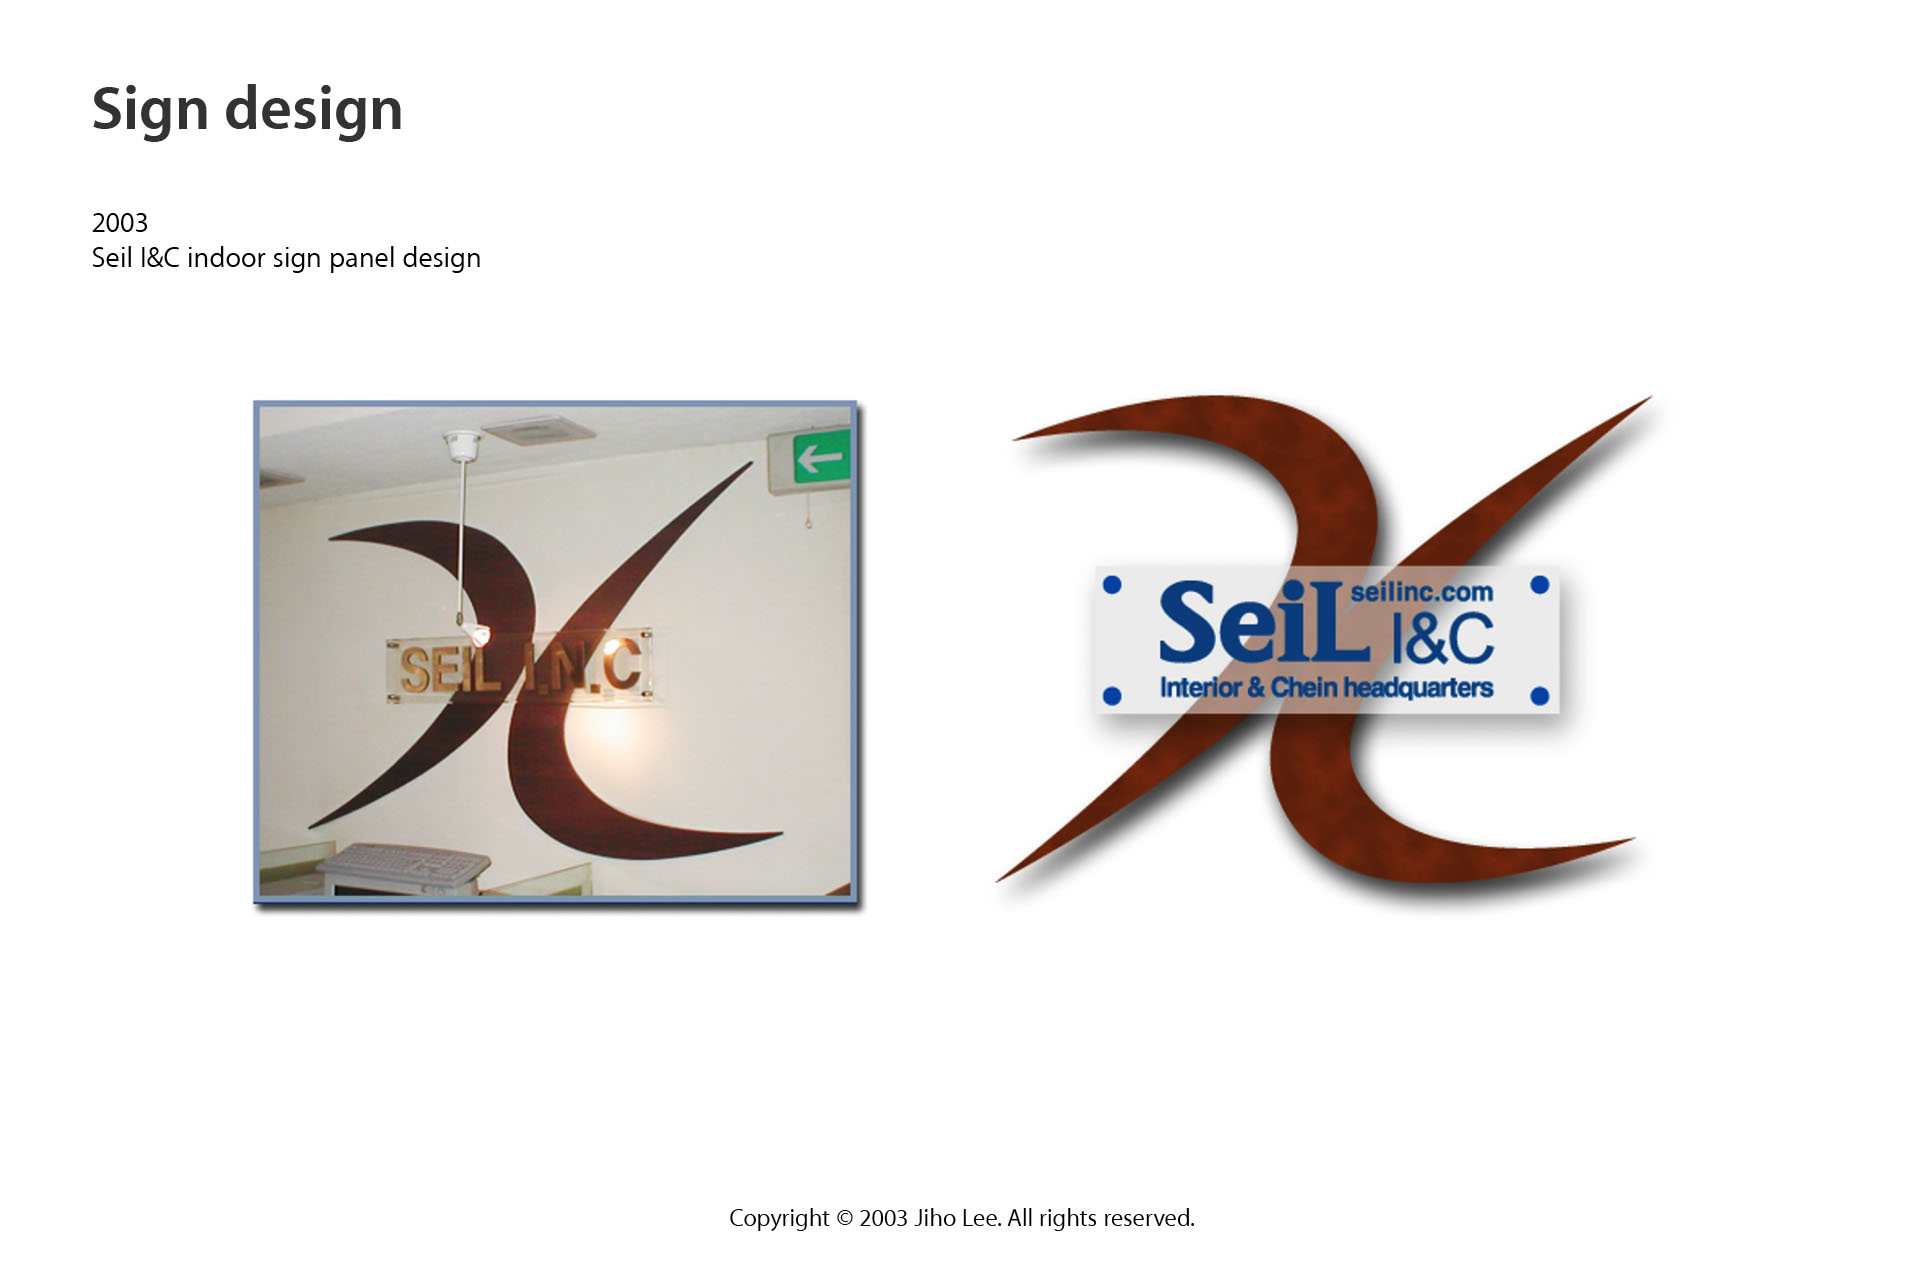 Sign design
2003
Seil I&C indoor sign panel design
SEIL I.N.C
SeiL seilinc.com
I&C
Interior & Chein headquarters
Copyright © 2003 Jiho Lee. All rights reserved.